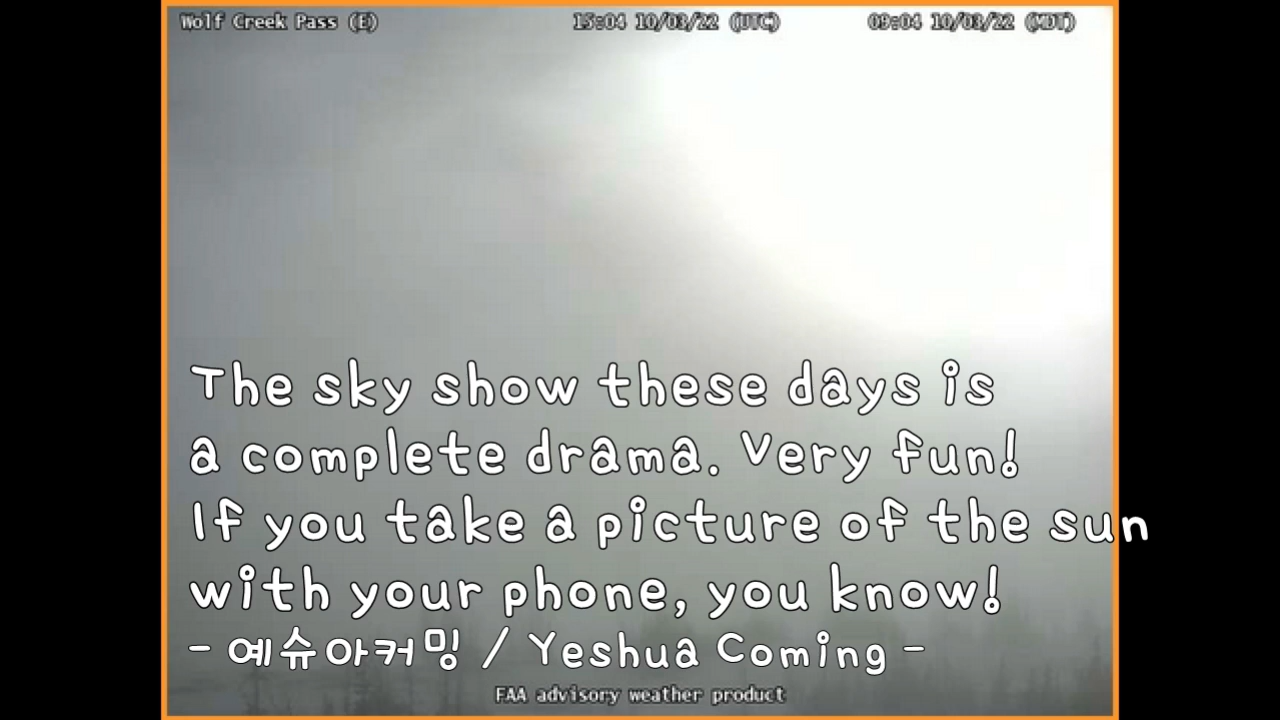 Wolf Creek Pass (E) 15:04 10/03/22 (UTC) 09:04 10/03/22 (MDT)
The sky show these days is
a complete drama. Very fun!
If you take a picture of the sun
with your phone, you know!
- 예슈아커밍 / Yeshua Coming -
FAA advisory weather product